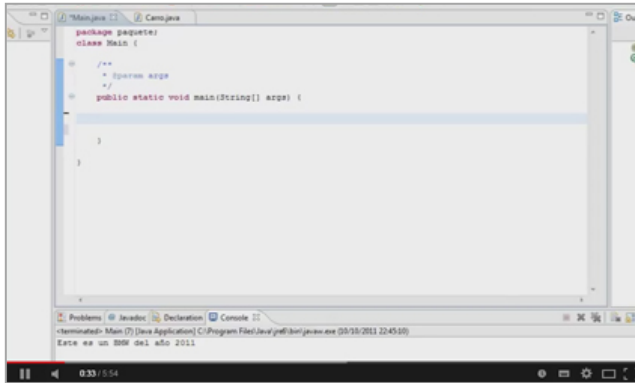 *Main.java Carro.java
package paquete;
class Main {
/**
* @param args
*/
public static void main(String[] args) {
}
}
Problems Javadoc Declaration Console
<terminated> Main (7) [Java Application] C:\Program Files\Java\jre6\bin\javaw.exe (10/10/2011 22:45:10)
Este es un BMW del año 2011
0:33 / 5:54